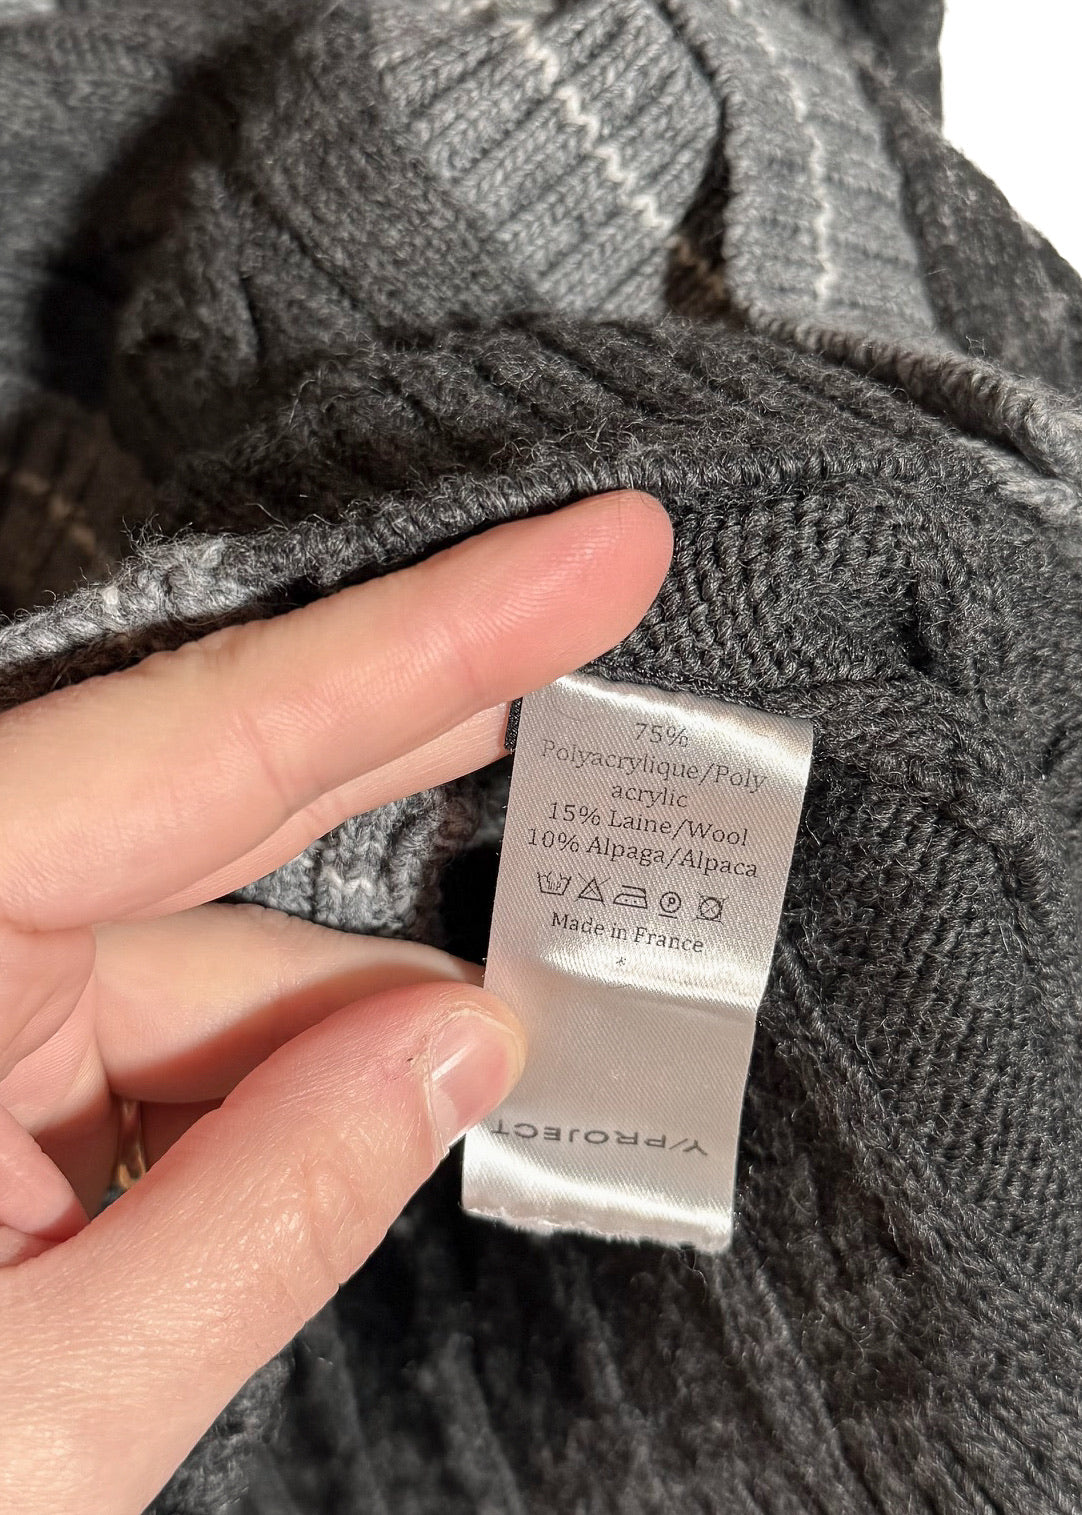 75%
Polyacrylique/Poly
acrylic
15% Laine/Wool
10% Alpaga/Alpaca
Made in France
*
Y/PROJECT